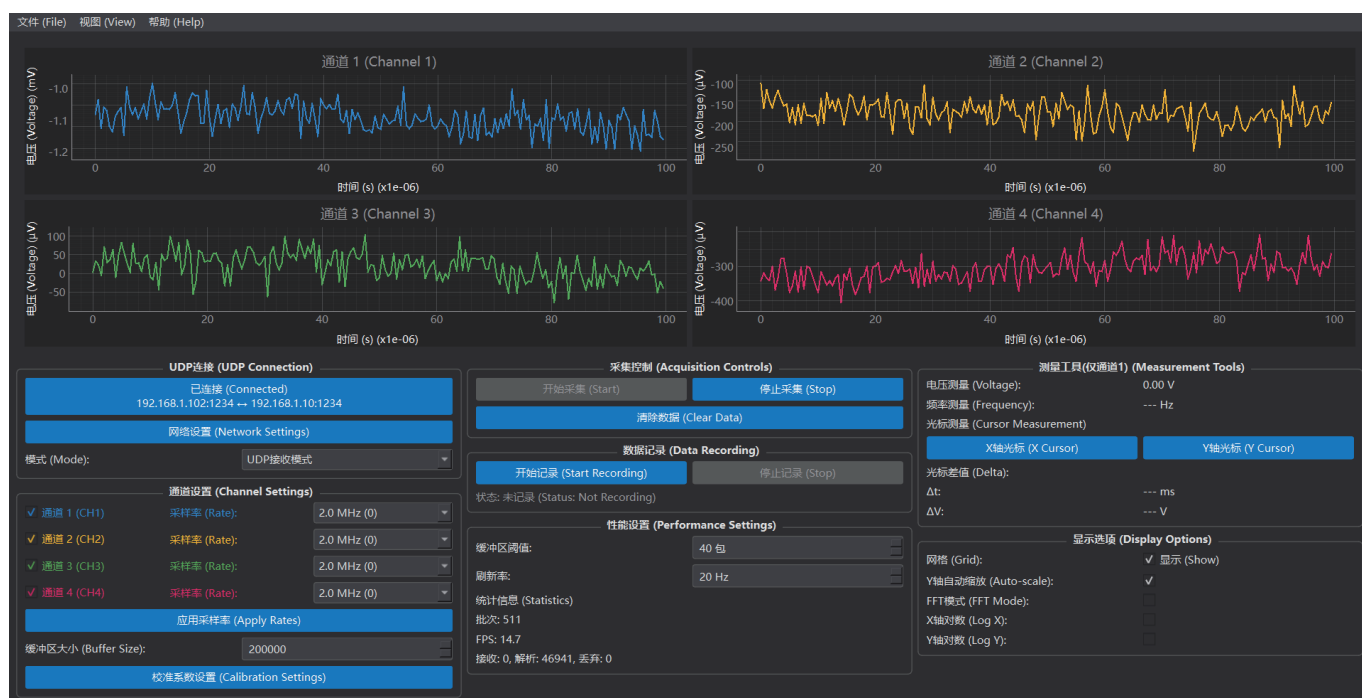 文件 (File) 视图 (View) 帮助 (Help)
通道 1 (Channel 1)
电压 (Voltage) (mV)
-1.0
-1.1
-1.2
0 20 40 60 80 100
时间 (s) (x1e-06)
通道 2 (Channel 2)
电压 (Voltage) (µV)
-100
-150
-200
-250
0 20 40 60 80 100
时间 (s) (x1e-06)
通道 3 (Channel 3)
电压 (Voltage) (µV)
100
50
0
-50
0 20 40 60 80 100
时间 (s) (x1e-06)
通道 4 (Channel 4)
电压 (Voltage) (µV)
-300
-400
0 20 40 60 80 100
时间 (s) (x1e-06)
UDP连接 (UDP Connection)
已连接 (Connected)
192.168.1.102:1234 ↔ 192.168.1.10:1234
网络设置 (Network Settings)
模式 (Mode): UDP接收模式
通道设置 (Channel Settings)
✓ 通道 1 (CH1) 采样率 (Rate): 2.0 MHz (0)
✓ 通道 2 (CH2) 采样率 (Rate): 2.0 MHz (0)
✓ 通道 3 (CH3) 采样率 (Rate): 2.0 MHz (0)
✓ 通道 4 (CH4) 采样率 (Rate): 2.0 MHz (0)
应用采样率 (Apply Rates)
缓冲区大小 (Buffer Size): 200000
校准系数设置 (Calibration Settings)
采集控制 (Acquisition Controls)
开始采集 (Start) 停止采集 (Stop)
清除数据 (Clear Data)
数据记录 (Data Recording)
开始记录 (Start Recording) 停止记录 (Stop)
状态: 未记录 (Status: Not Recording)
性能设置 (Performance Settings)
缓冲区阈值: 40 包
刷新率: 20 Hz
统计信息 (Statistics)
批次: 511
FPS: 14.7
接收: 0, 解析: 46941, 丢弃: 0
测量工具(仅通道1) (Measurement Tools)
电压测量 (Voltage): 0.00 V
频率测量 (Frequency): --- Hz
光标测量 (Cursor Measurement)
X轴光标 (X Cursor) Y轴光标 (Y Cursor)
光标差值 (Delta):
Δt: --- ms
ΔV: --- V
显示选项 (Display Options)
网格 (Grid): ✓ 显示 (Show)
Y轴自动缩放 (Auto-scale): ✓
FFT模式 (FFT Mode):
X轴对数 (Log X):
Y轴对数 (Log Y):